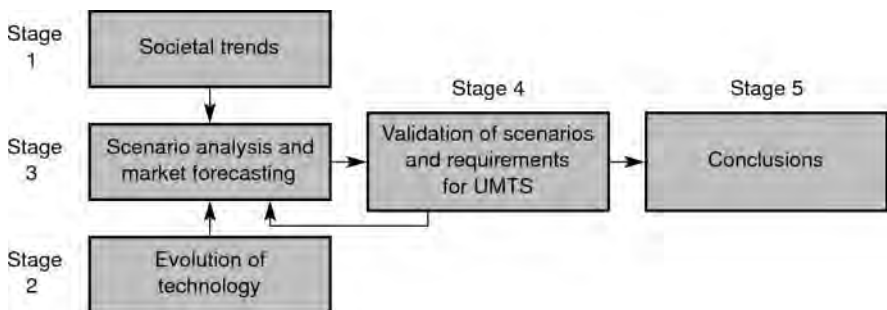 Stage
1
Societal trends
Stage 4
Stage 5
Stage
3
Scenario analysis and
market forecasting
Validation of scenarios
and requirements
for UMTS
Conclusions
Stage
2
Evolution of
technology